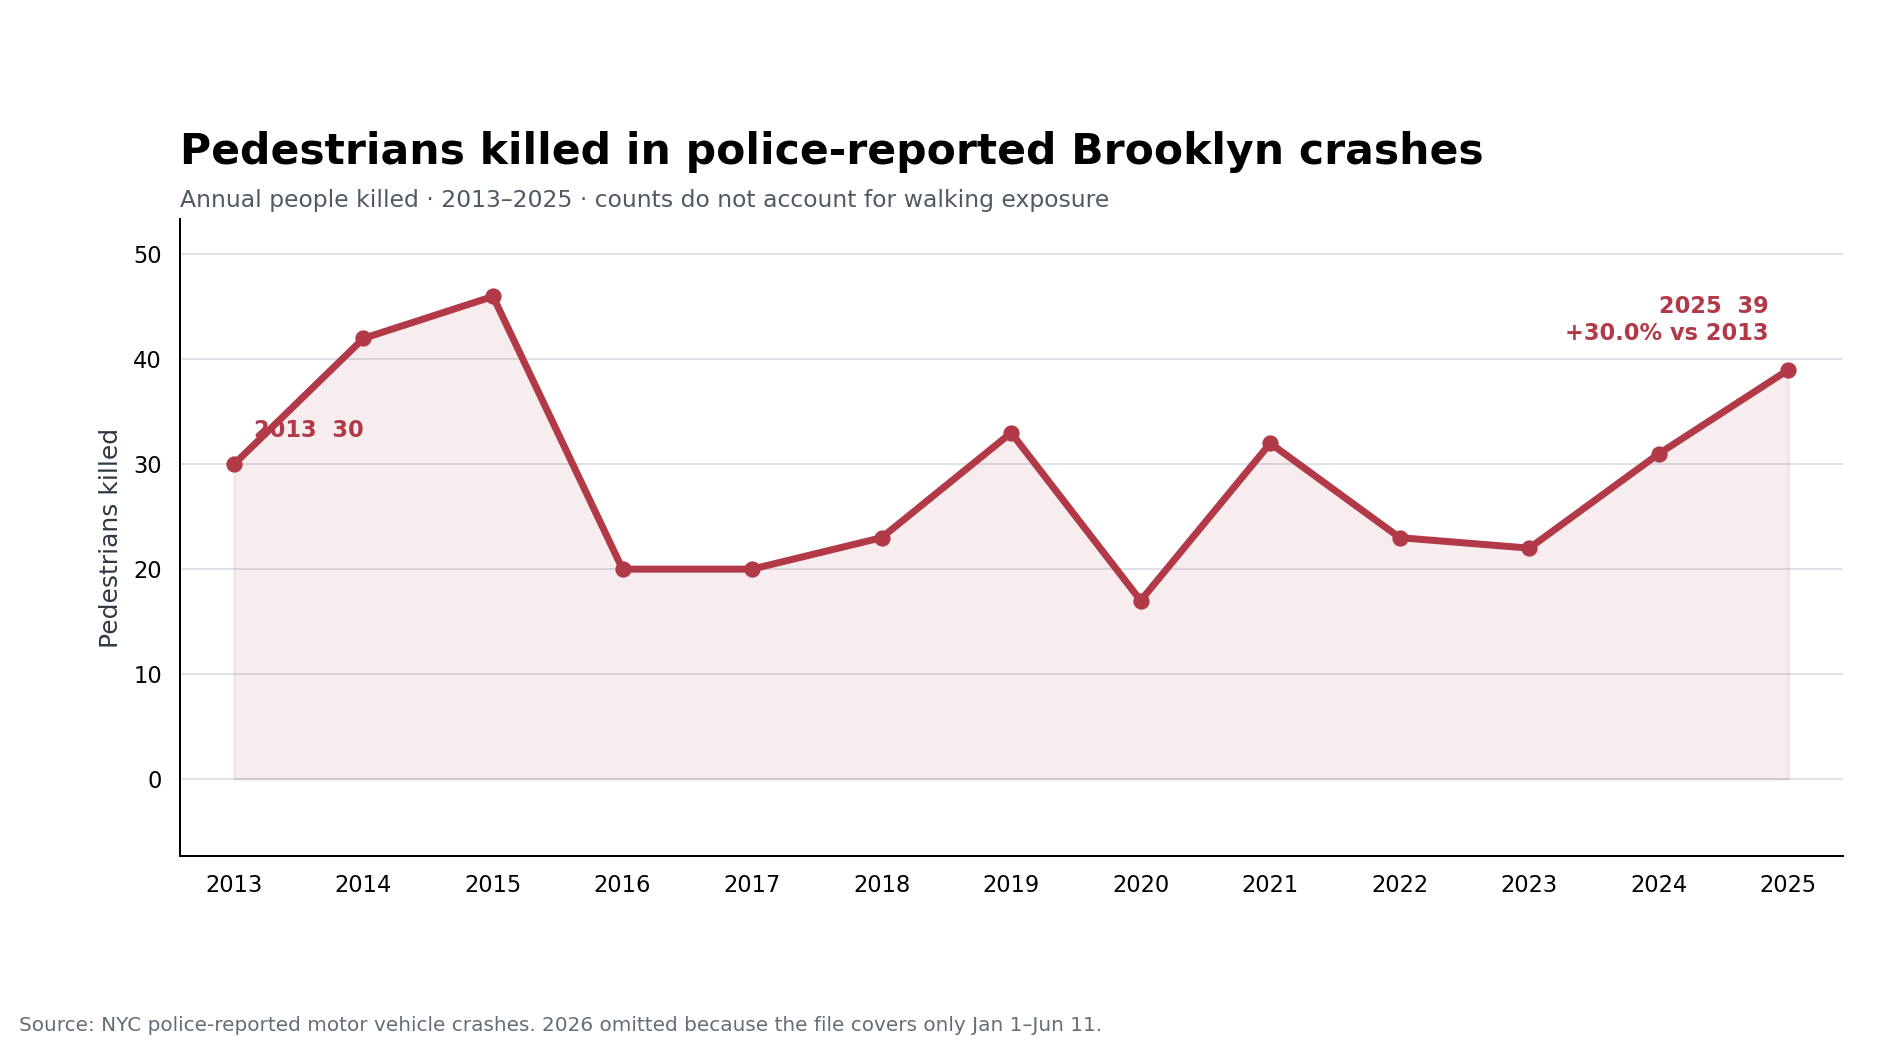 Pedestrians killed in police-reported Brooklyn crashes
Annual people killed · 2013–2025 · counts do not account for walking exposure
50
40
30
20
10
0
Pedestrians killed
2013  30
2025  39
+30.0% vs 2013
2013 2014 2015 2016 2017 2018 2019 2020 2021 2022 2023 2024 2025
Source: NYC police-reported motor vehicle crashes. 2026 omitted because the file covers only Jan 1–Jun 11.